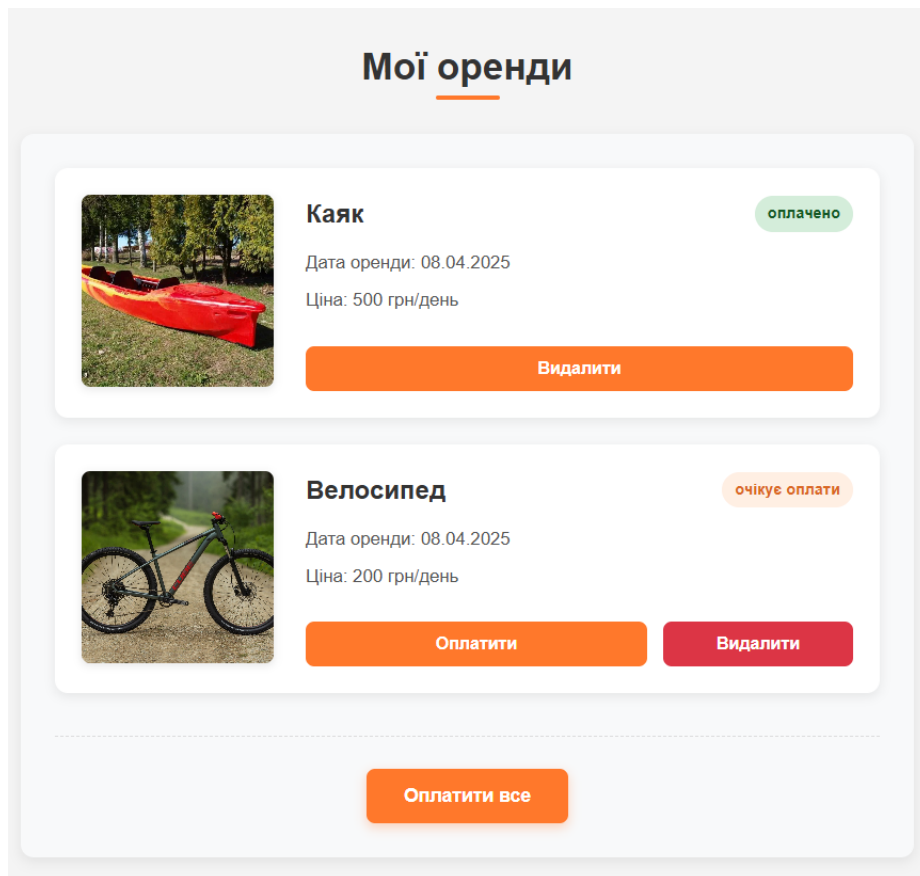 Мої оренди
Каяк
оплачено
Дата оренди: 08.04.2025
Ціна: 500 грн/день
Видалити
Велосипед
очікує оплати
Дата оренди: 08.04.2025
Ціна: 200 грн/день
Оплатити
Видалити
Оплатити все